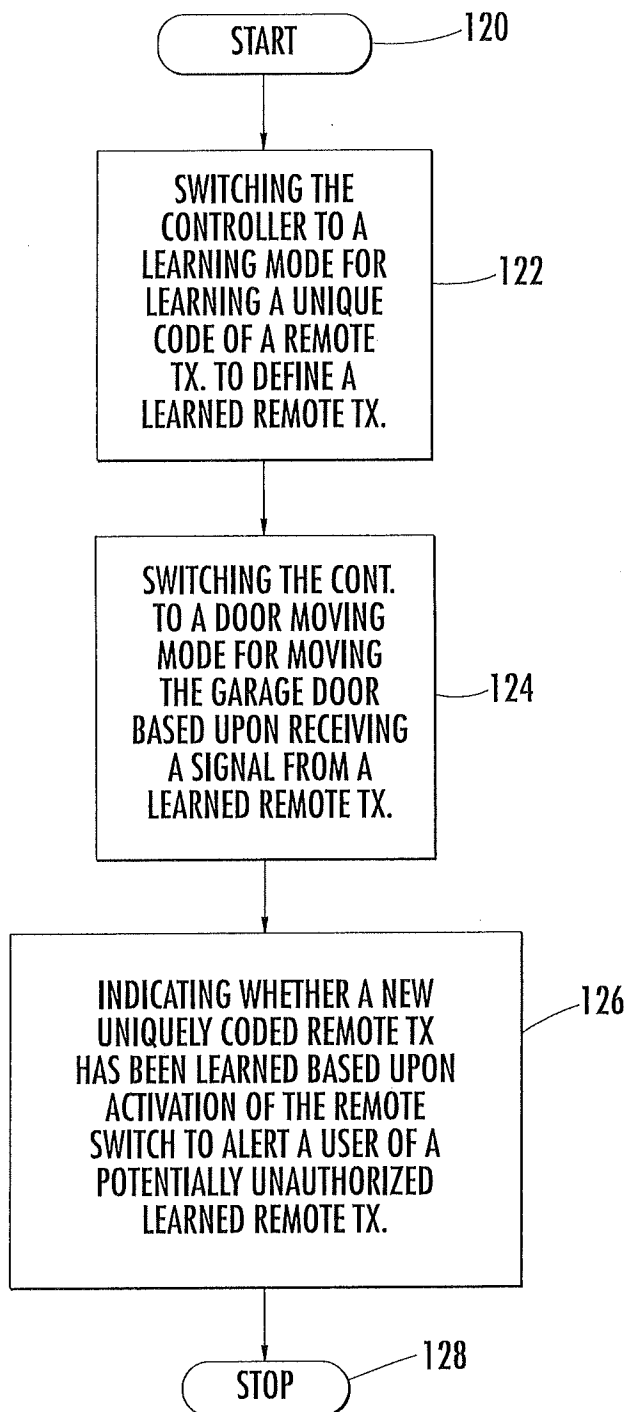 START
120
SWITCHING THE
CONTROLLER TO A
LEARNING MODE FOR
LEARNING A UNIQUE
CODE OF A REMOTE
TX. TO DEFINE A
LEARNED REMOTE TX.
122
SWITCHING THE CONT.
TO A DOOR MOVING
MODE FOR MOVING
THE GARAGE DOOR
BASED UPON RECEIVING
A SIGNAL FROM A
LEARNED REMOTE TX.
124
INDICATING WHETHER A NEW
UNIQUELY CODED REMOTE TX
HAS BEEN LEARNED BASED UPON
ACTIVATION OF THE REMOTE
SWITCH TO ALERT A USER OF A
POTENTIALLY UNAUTHORIZED
LEARNED REMOTE TX.
126
STOP
128